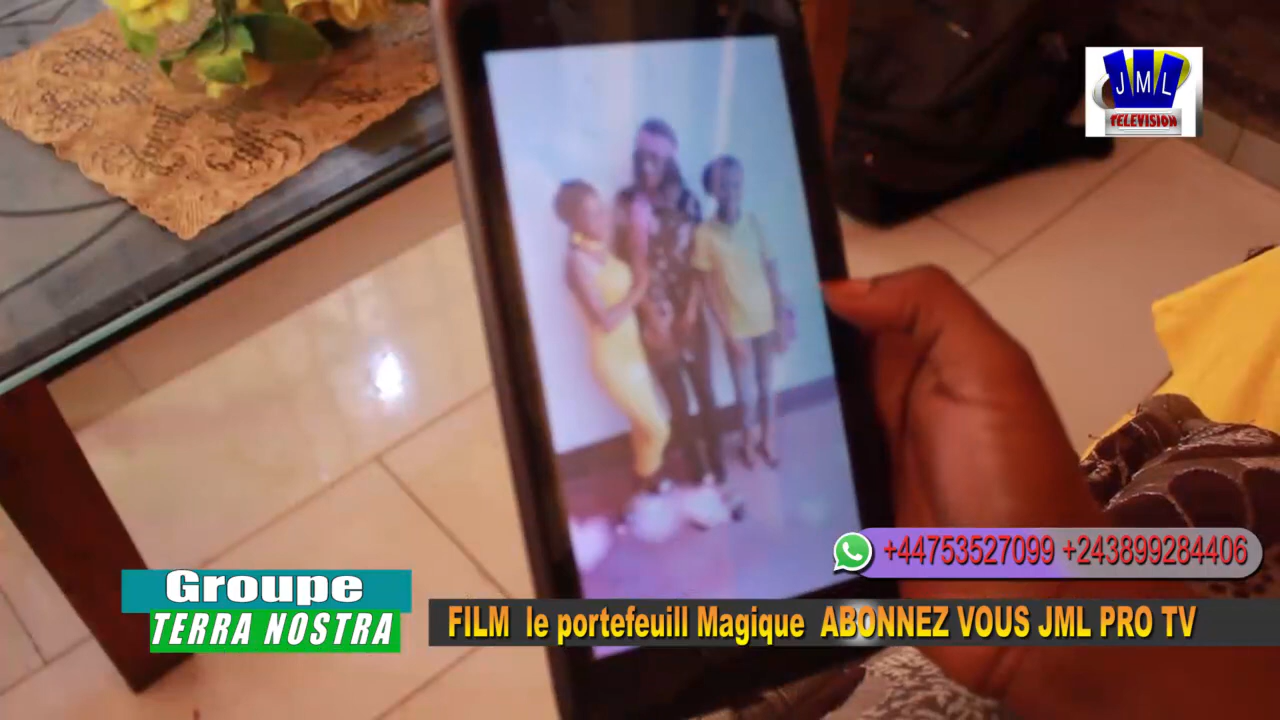 JML
TELEVISION
+44753527099 +243899284406
Groupe
TERRA NOSTRA
FILM le portefeuill Magique ABONNEZ VOUS JML PRO TV